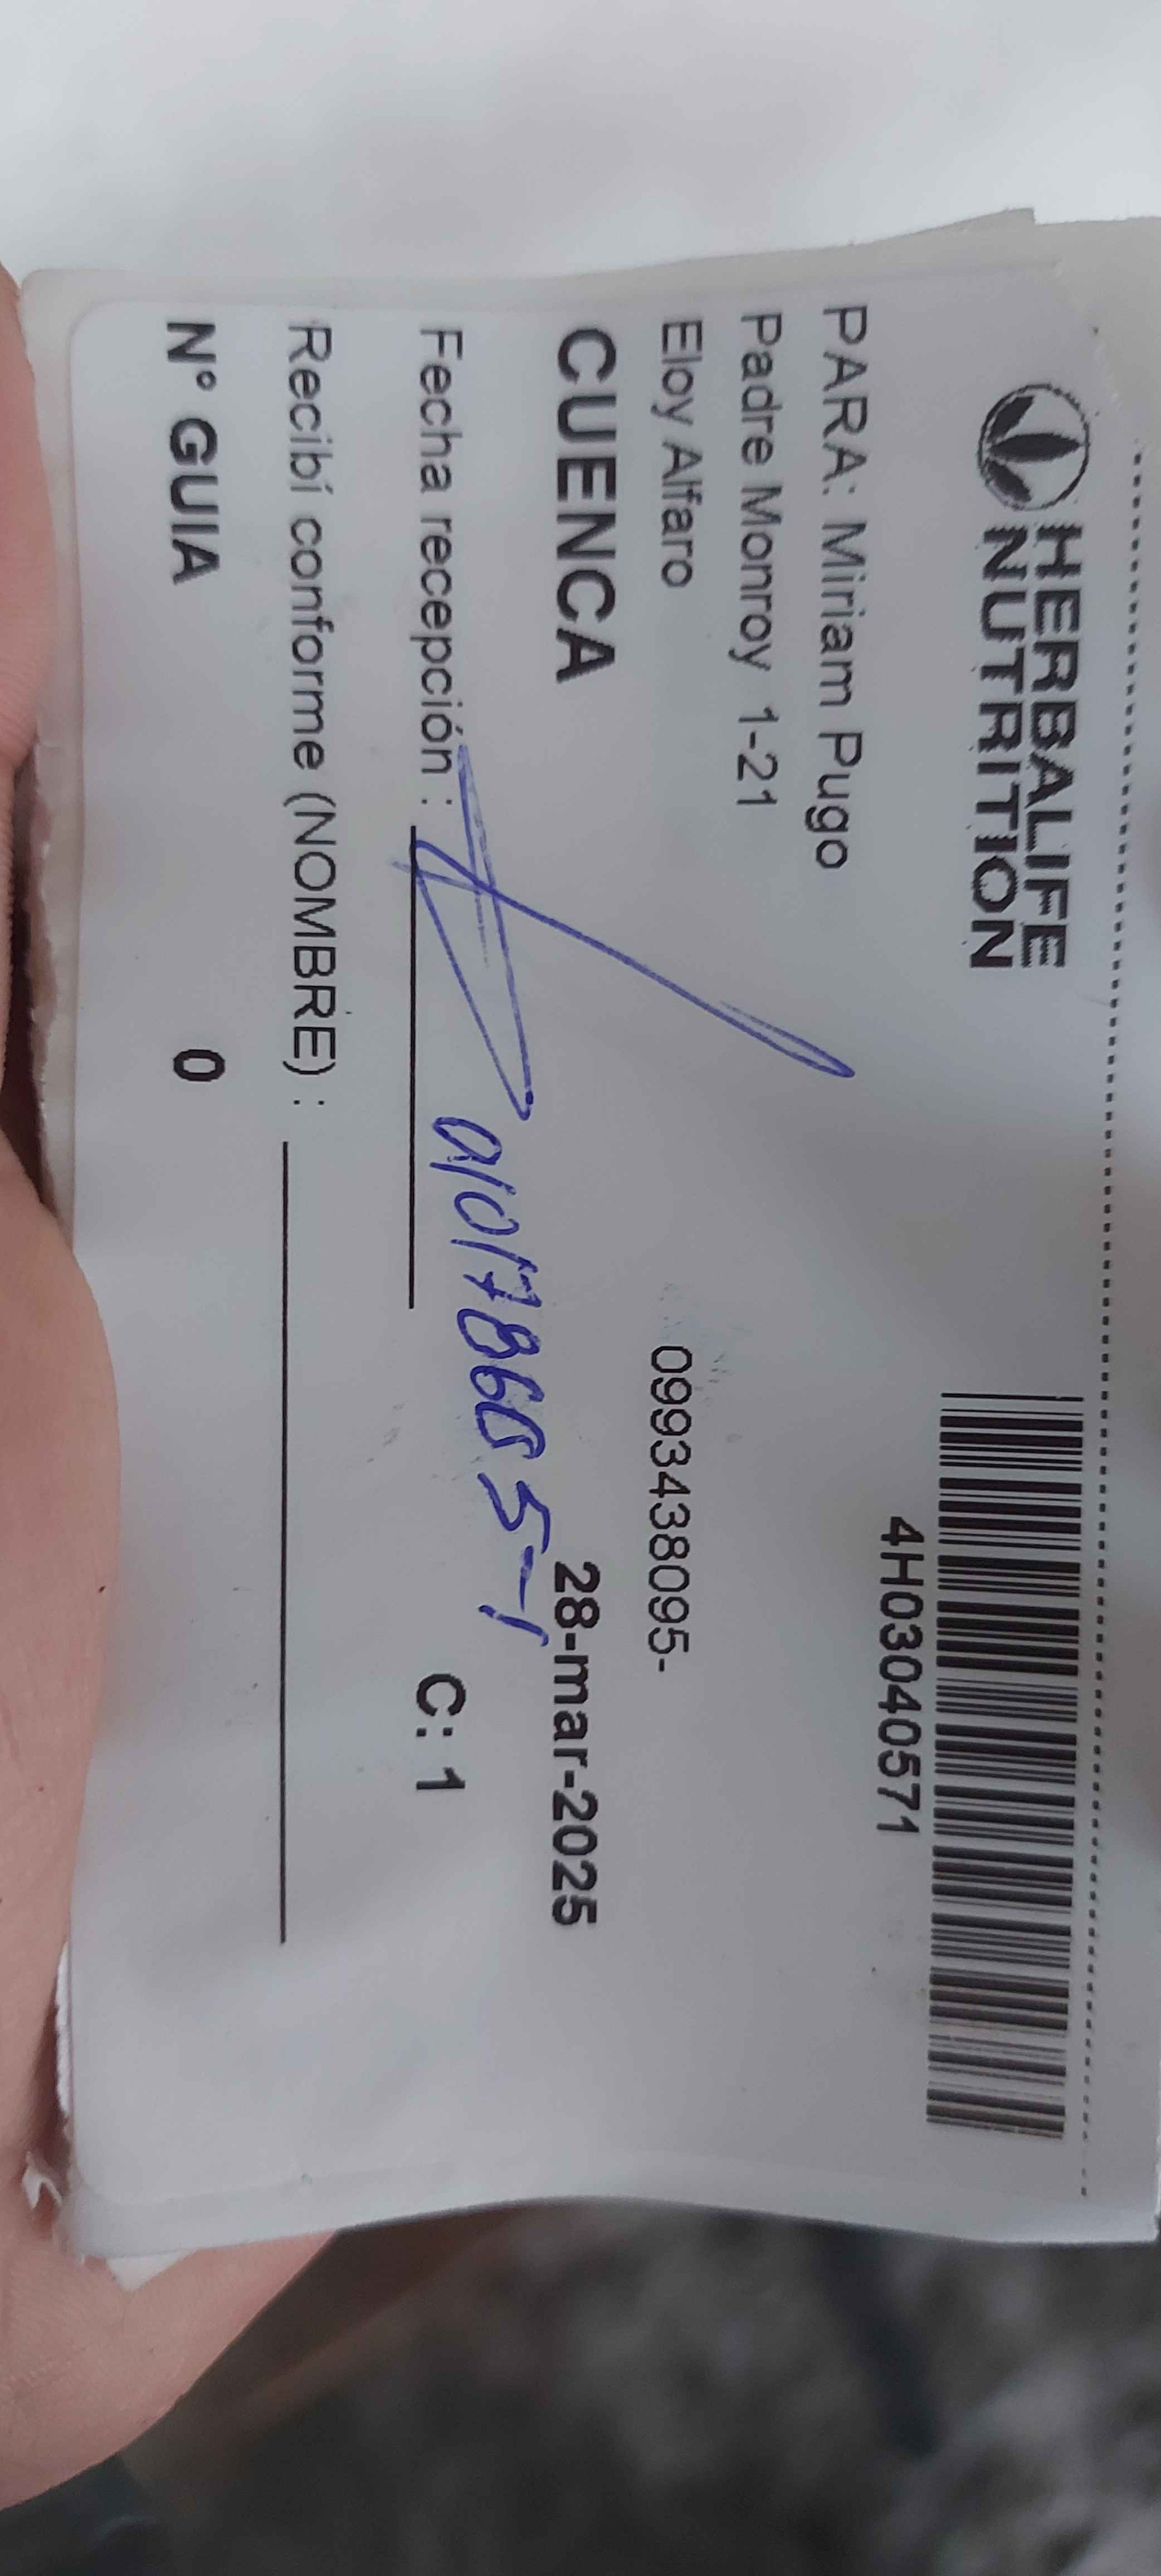 HERBALIFE
NUTRITION
4H03040571
PARA: Miriam Pugo
Padre Monroy 1-21
Eloy Alfaro
0993438095-
CUENCA
28-mar-2025
Fecha recepción :
C: 1
Recibí conforme (NOMBRE) :
N° GUIA 0